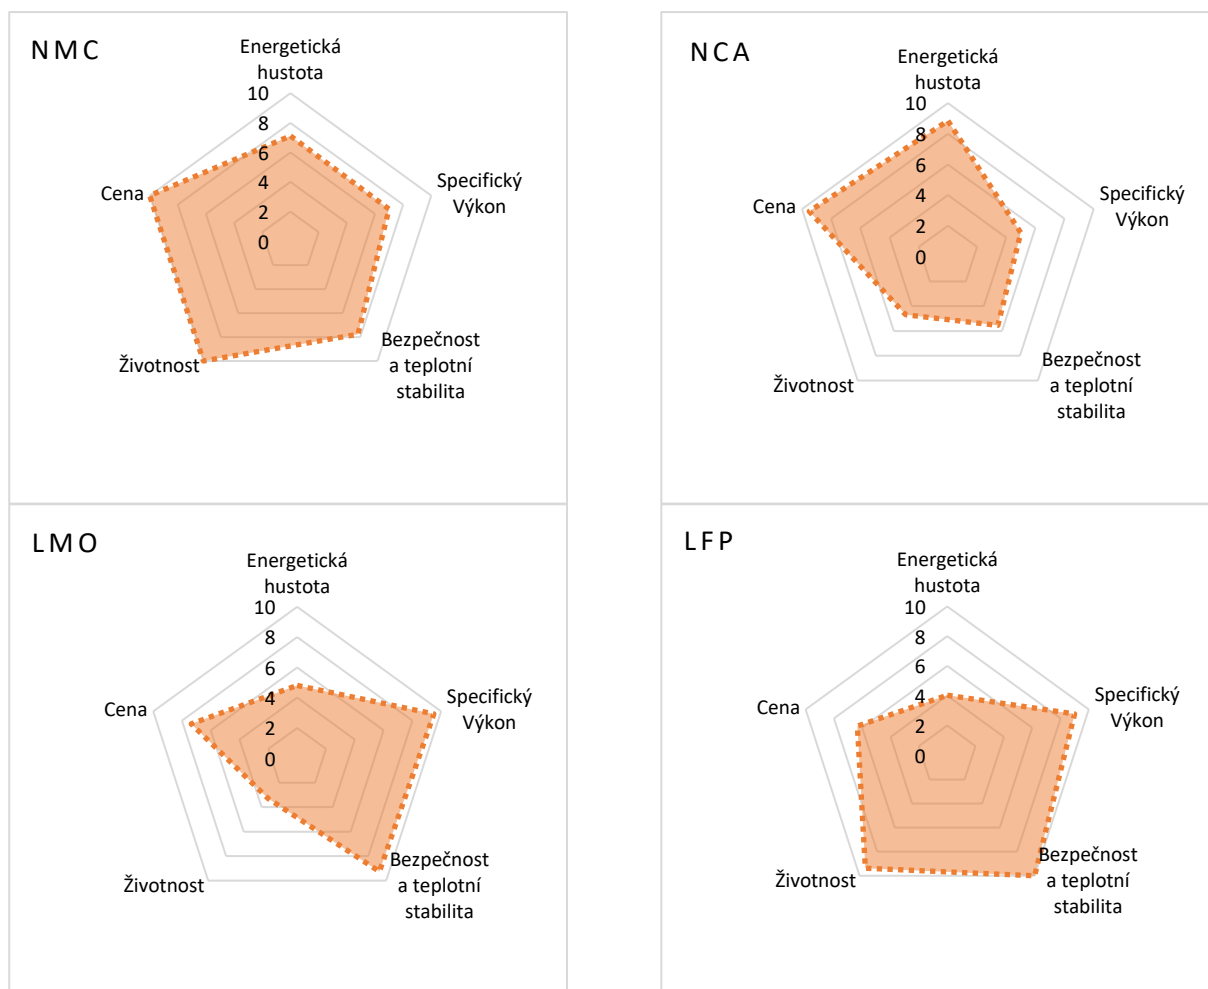 NMC
Energetická
hustota
10
8
6
4
2
0
Specifický
Výkon
Bezpečnost
a teplotní
stabilita
Životnost
Cena
NCA
Energetická
hustota
10
8
6
4
2
0
Specifický
Výkon
Bezpečnost
a teplotní
stabilita
Životnost
Cena
LMO
Energetická
hustota
10
8
6
4
2
0
Specifický
Výkon
Bezpečnost
a teplotní
stabilita
Životnost
Cena
LFP
Energetická
hustota
10
8
6
4
2
0
Specifický
Výkon
Bezpečnost
a teplotní
stabilita
Životnost
Cena